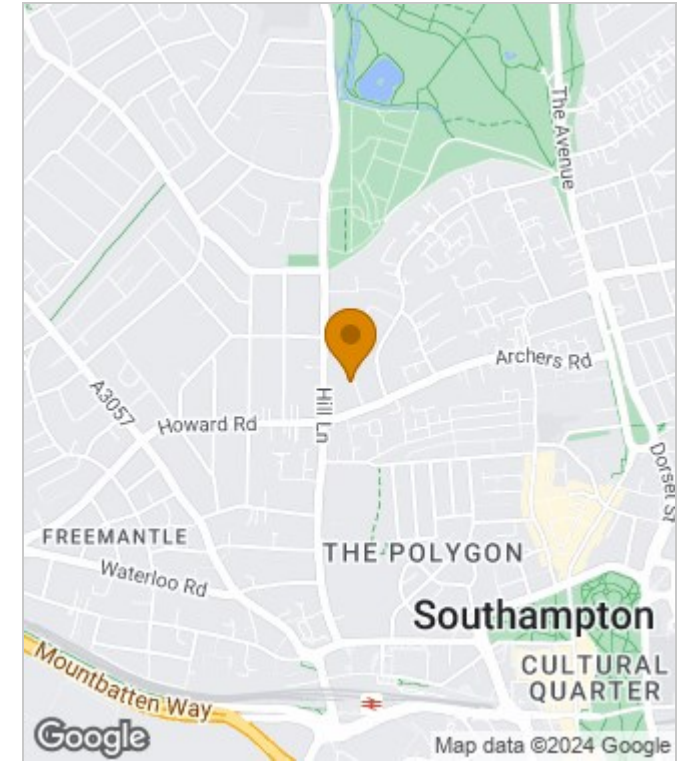 The Avenue
Archers Rd
Hill Ln
A3057
Howard Rd
Dorset St
FREEMANTLE
THE POLYGON
Waterloo Rd
Southampton
CULTURAL
QUARTER
Mountbatten Way
Google
Map data ©2024 Google